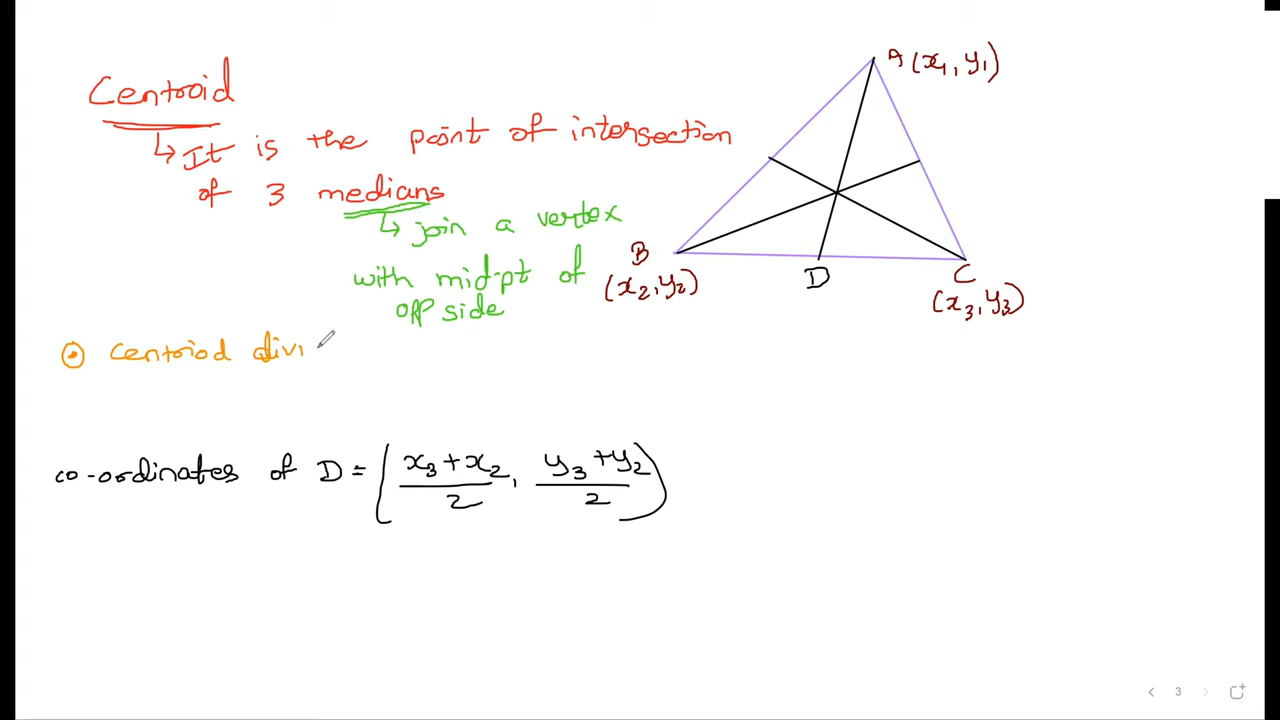 Centroid
↳ It is the point of intersection
of 3 medians
↳ join a vertex
with mid-pt of
opp side
A (x₁, y₁)
B
(x₂, y₂)
D
C
(x₃, y₃)
⊙ Centriod divi
co-ordinates of D = ( x₃ + x₂ / 2 , y₃ + y₂ / 2 )
3